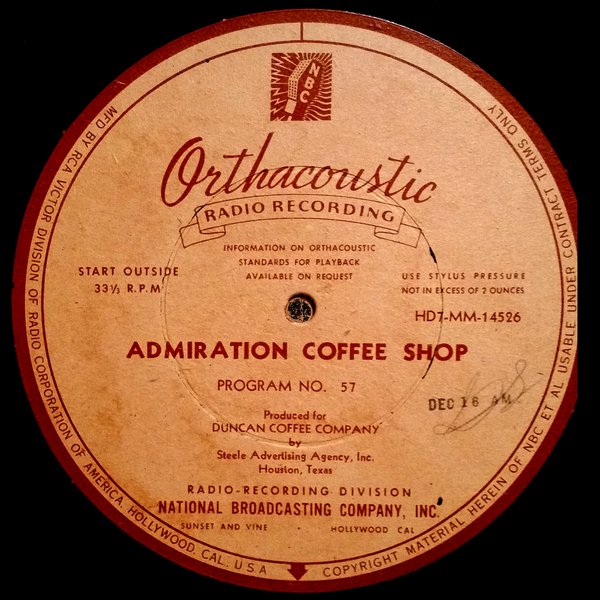 NBC
Orthacoustic
RADIO RECORDING
INFORMATION ON ORTHACOUSTIC
STANDARDS FOR PLAYBACK
AVAILABLE ON REQUEST
START OUTSIDE
33⅓ R.P.M
USE STYLUS PRESSURE
NOT IN EXCESS OF 2 OUNCES
HD7-MM-14526
ADMIRATION COFFEE SHOP
PROGRAM NO. 57
DEC 16 AM
Produced for
DUNCAN COFFEE COMPANY
by
Steele Advertising Agency, Inc.
Houston, Texas
RADIO-RECORDING DIVISION
NATIONAL BROADCASTING COMPANY, INC.
SUNSET AND VINE · HOLLYWOOD CAL
MFD BY RCA VICTOR DIVISION OF RADIO CORPORATION OF AMERICA, HOLLYWOOD, CAL., U.S.A
COPYRIGHT MATERIAL HEREIN OF NBC ET AL USABLE UNDER CONTRACT TERMS ONLY